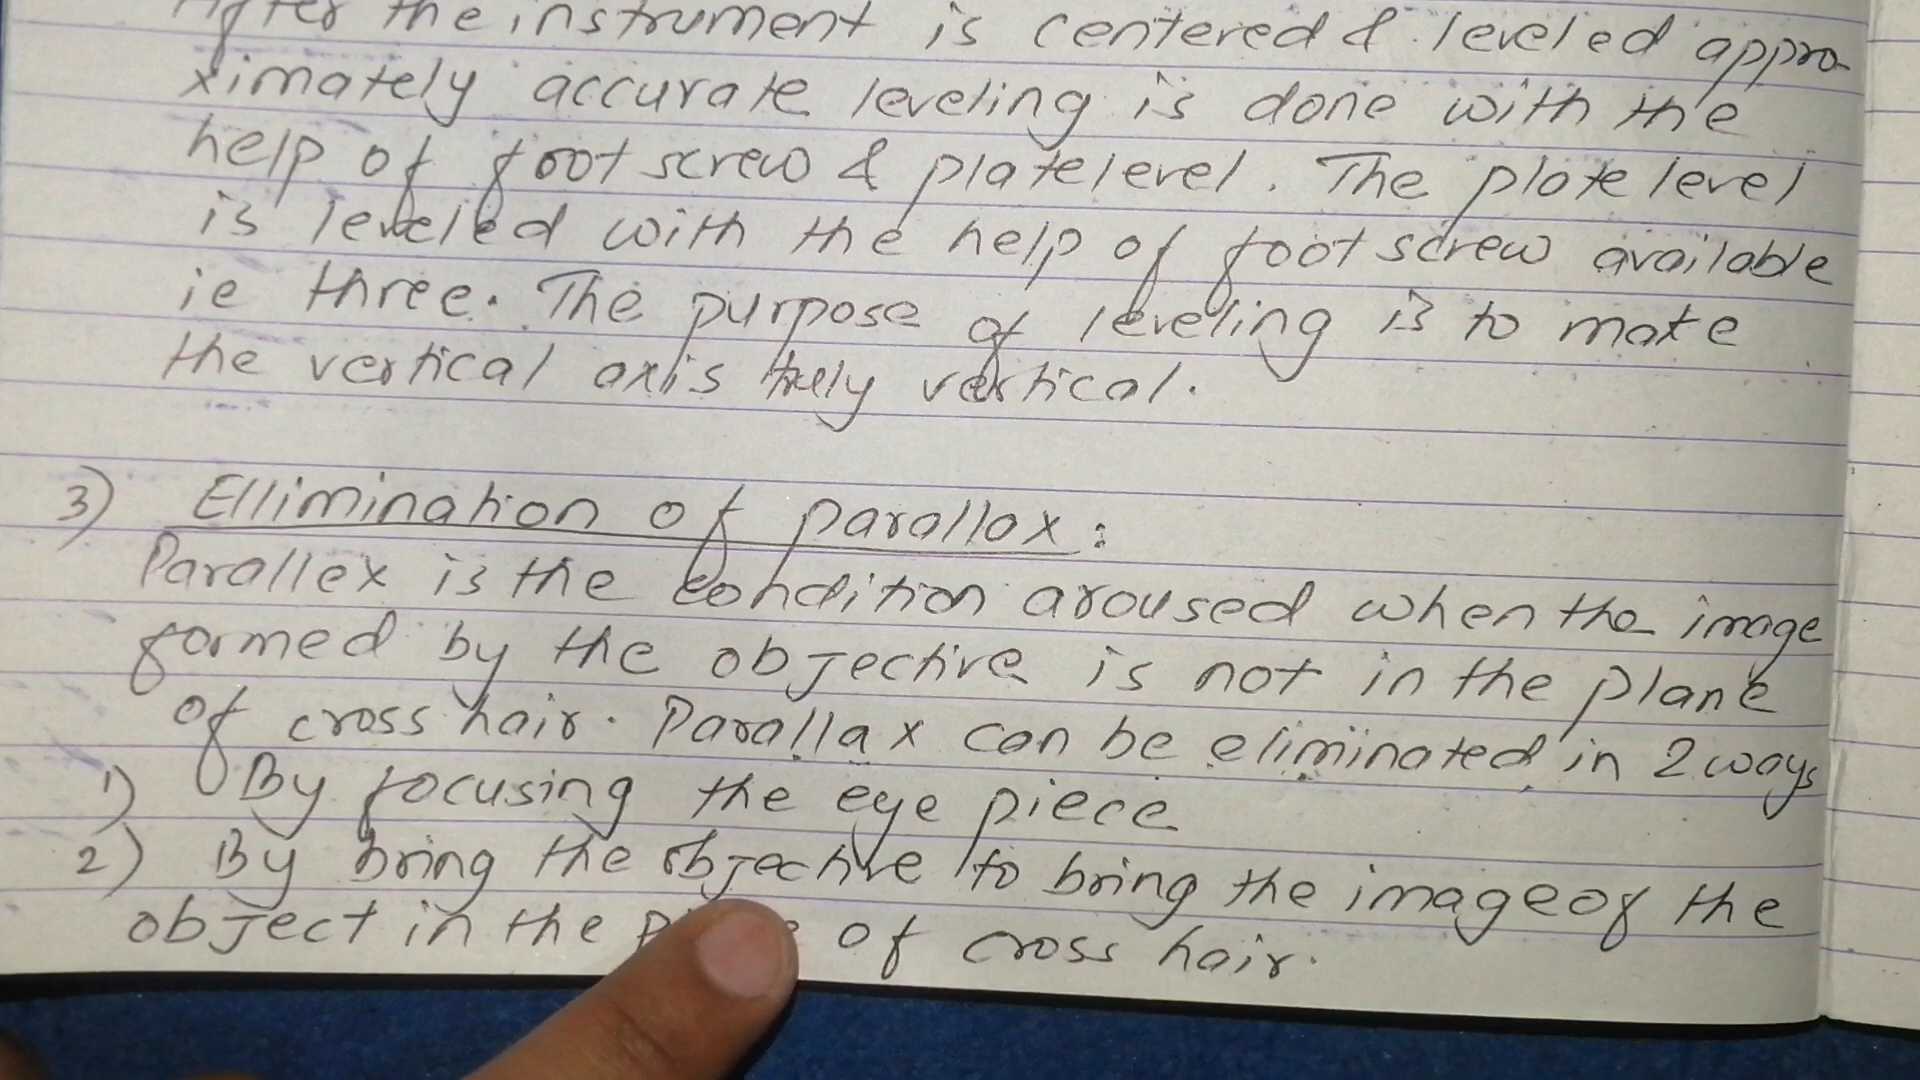 After the instrument is centered & leveled appro-
ximately accurate leveling is done with the
help of foot screw & platelevel. The plate level
is leveled with the help of foot screw available
ie three. The purpose of leveling is to make
the vertical axis truly vertical.
3) Ellimination of parallax:
Parallex is the condition aroused when the image
formed by the objective is not in the plane
of cross hair. Parallax can be eliminated in 2 ways
1) By focusing the eye piece
2) By bring the objective to bring the image of the
object in the of cross hair.